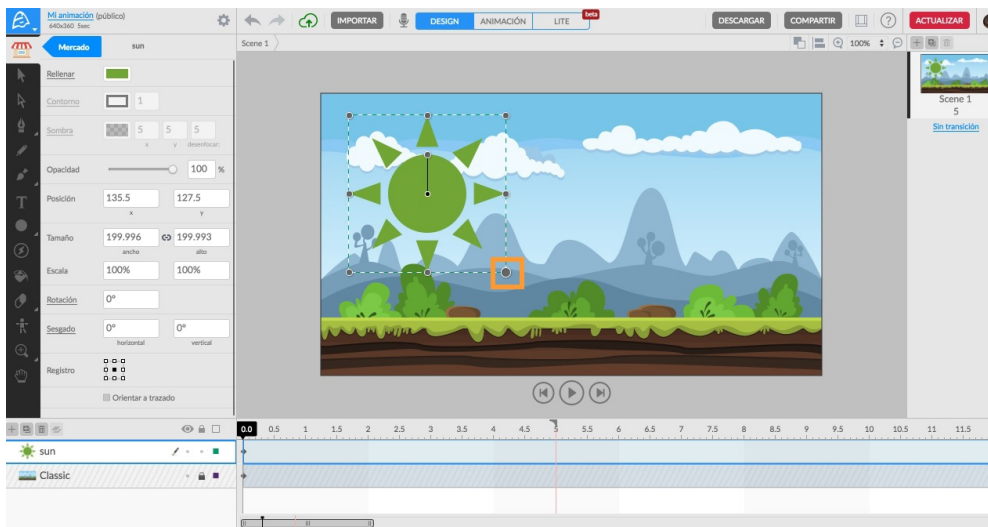 Mi animación (público)
640x360 5sec
IMPORTAR
DESIGN
ANIMACIÓN
LITE
beta
DESCARGAR
COMPARTIR
?
ACTUALIZAR
Mercado
sun
Scene 1
100%
Rellenar
Contorno 1
Sombra 5 5 5
x y desenfocar:
Opacidad 100 %
Posición 135.5 127.5
x y
Tamaño 199.996 199.993
ancho alto
Escala 100% 100%
Rotación 0°
Sesgado 0° 0°
horizontal vertical
Registro
Orientar a trazado
T
Scene 1
5
Sin transición
0.0 0.5 1 1.5 2 2.5 3 3.5 4 4.5 5 5.5 6 6.5 7 7.5 8 8.5 9 9.5 10 10.5 11 11.5
sun
Classic